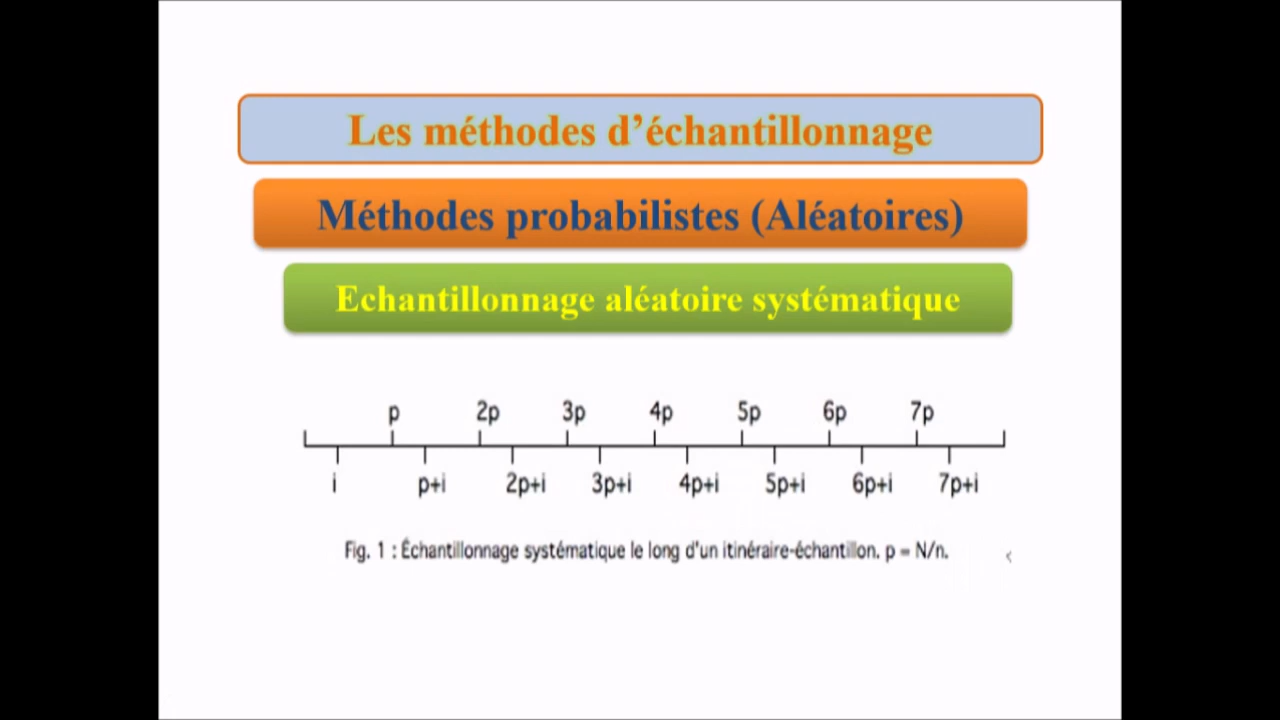 Les méthodes d’échantillonnage
Méthodes probabilistes (Aléatoires)
Echantillonnage aléatoire systématique
p 2p 3p 4p 5p 6p 7p
i p+i 2p+i 3p+i 4p+i 5p+i 6p+i 7p+i
Fig. 1 : Échantillonnage systématique le long d'un itinéraire-échantillon. p = N/n.